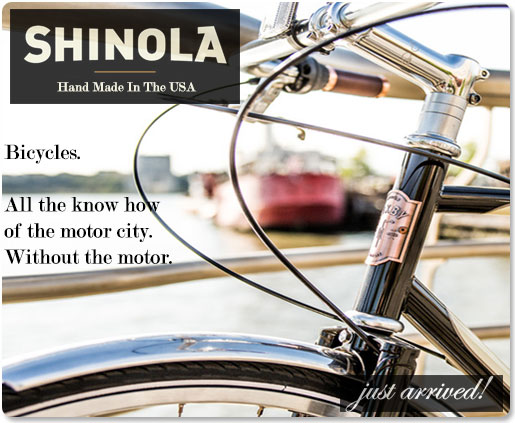 SHINOLA
Hand Made In The USA
Bicycles.
All the know how
of the motor city.
Without the motor.
just arrived!